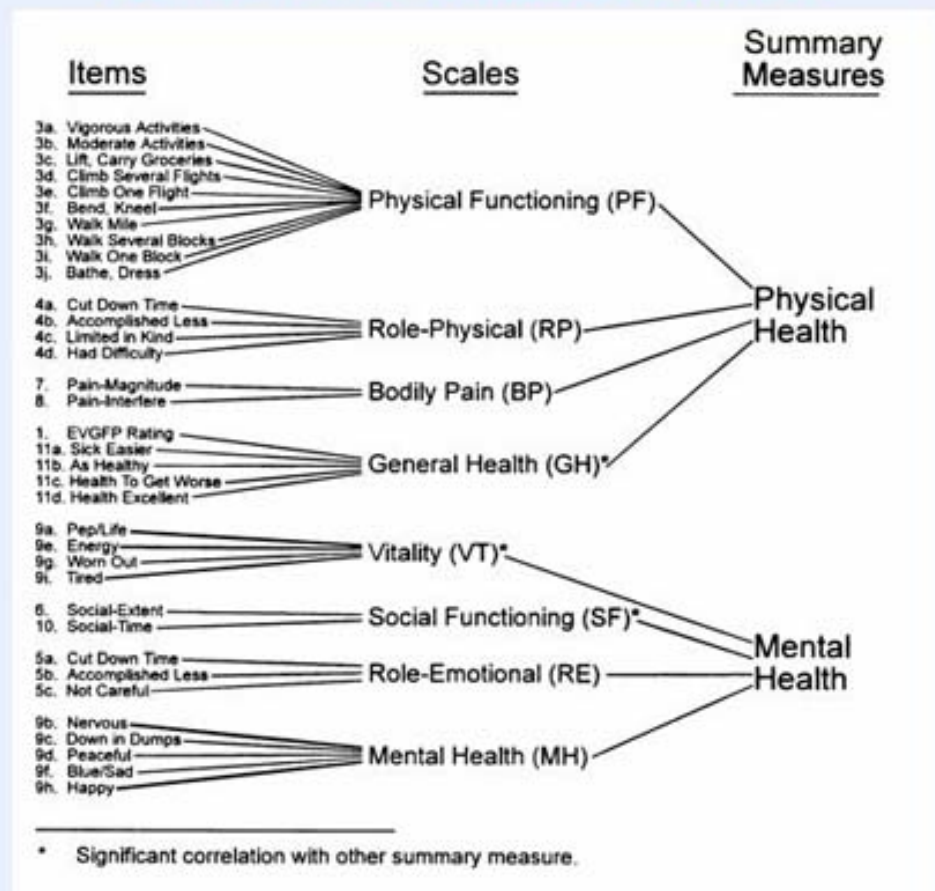 Items
Scales
Summary
Measures
3a. Vigorous Activities
3b. Moderate Activities
3c. Lift, Carry Groceries
3d. Climb Several Flights
3e. Climb One Flight
3f. Bend, Kneel
3g. Walk Mile
3h. Walk Several Blocks
3i. Walk One Block
3j. Bathe, Dress
Physical Functioning (PF)
4a. Cut Down Time
4b. Accomplished Less
4c. Limited in Kind
4d. Had Difficulty
Role-Physical (RP)
7. Pain-Magnitude
8. Pain-Interfere
Bodily Pain (BP)
1. EVGFP Rating
11a. Sick Easier
11b. As Healthy
11c. Health To Get Worse
11d. Health Excellent
General Health (GH)*
Physical
Health
9a. Pep/Life
9e. Energy
9g. Worn Out
9i. Tired
Vitality (VT)*
6. Social-Extent
10. Social-Time
Social Functioning (SF)*
5a. Cut Down Time
5b. Accomplished Less
5c. Not Careful
Role-Emotional (RE)
9b. Nervous
9c. Down in Dumps
9d. Peaceful
9f. Blue/Sad
9h. Happy
Mental Health (MH)
Mental
Health
* Significant correlation with other summary measure.